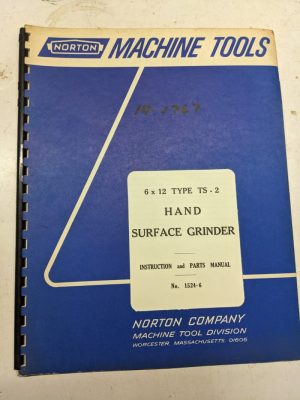 NORTON MACHINE TOOLS
6 x 12 TYPE TS - 2
HAND
SURFACE GRINDER
INSTRUCTION and PARTS MANUAL
No. 1524-6
NORTON COMPANY
MACHINE TOOL DIVISION
WORCESTER, MASSACHUSETTS, 01606